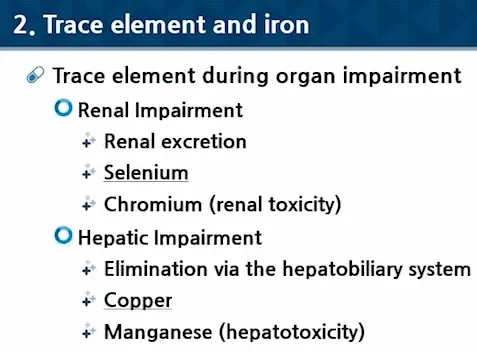 2. Trace element and iron
Trace element during organ impairment
Renal Impairment
Renal excretion
Selenium
Chromium (renal toxicity)
Hepatic Impairment
Elimination via the hepatobiliary system
Copper
Manganese (hepatotoxicity)